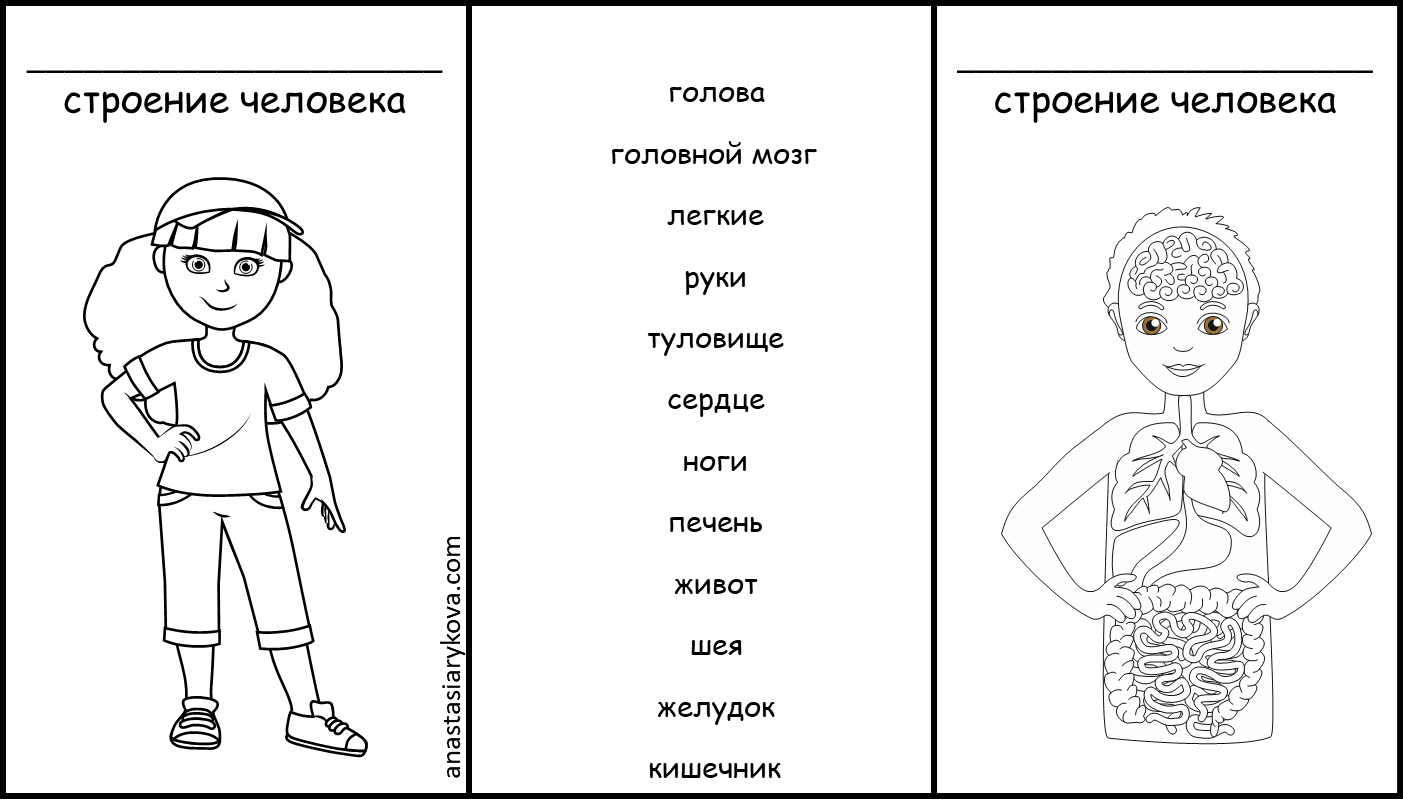 строение человека
anastasiarykova.com
голова
головной мозг
легкие
руки
туловище
сердце
ноги
печень
живот
шея
желудок
кишечник
строение человека